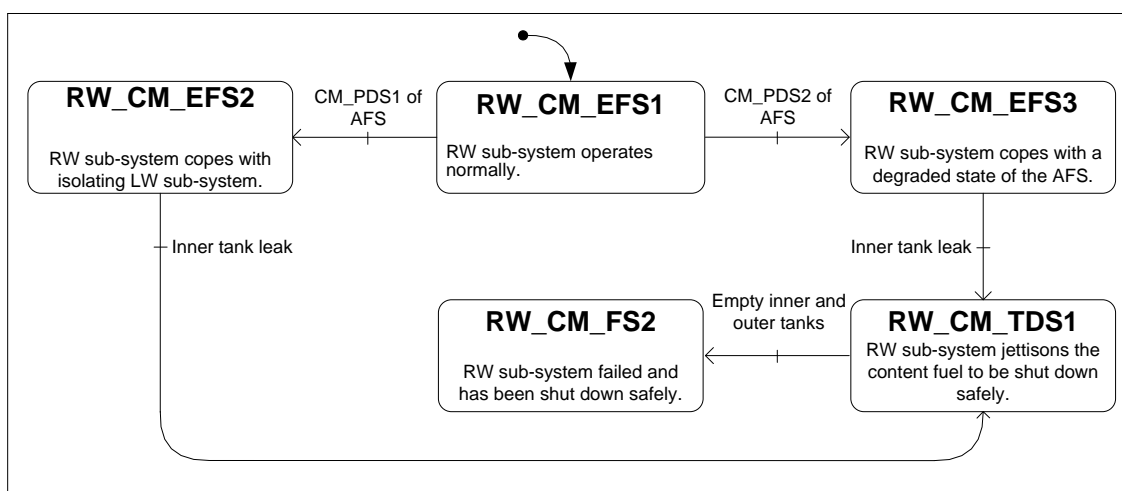 RW_CM_EFS2
RW sub-system copes with
isolating LW sub-system.
CM_PDS1 of
AFS
RW_CM_EFS1
RW sub-system operates
normally.
CM_PDS2 of
AFS
RW_CM_EFS3
RW sub-system copes with a
degraded state of the AFS.
Inner tank leak
Inner tank leak
RW_CM_FS2
RW sub-system failed and
has been shut down safely.
Empty inner and
outer tanks
RW_CM_TDS1
RW sub-system jettisons the
content fuel to be shut down
safely.